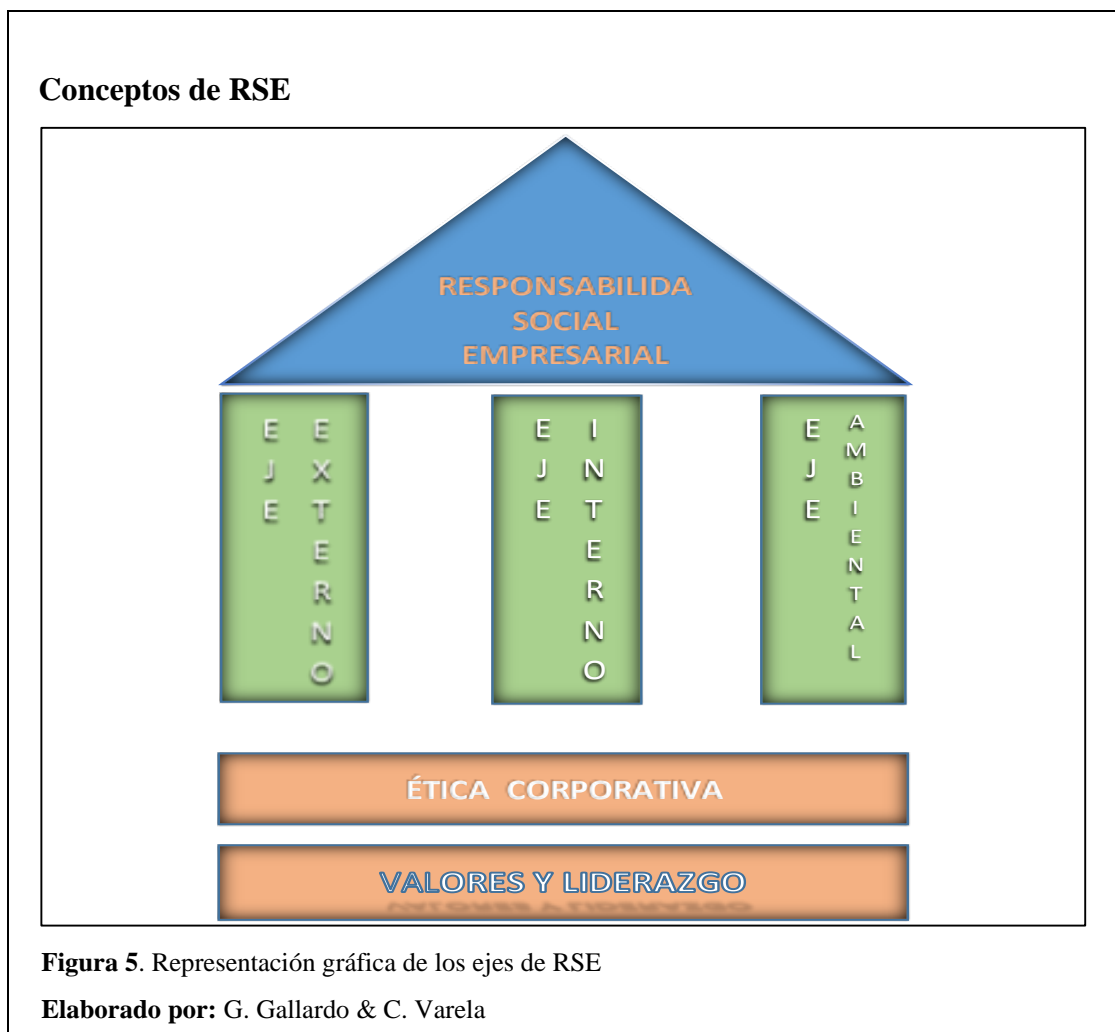 Conceptos de RSE
RESPONSABILIDA
SOCIAL
EMPRESARIAL
EJE
EXTERNO
EJE
INTERNO
EJE
AMBIENTAL
ÉTICA CORPORATIVA
VALORES Y LIDERAZGO
Figura 5. Representación gráfica de los ejes de RSE
Elaborado por: G. Gallardo & C. Varela